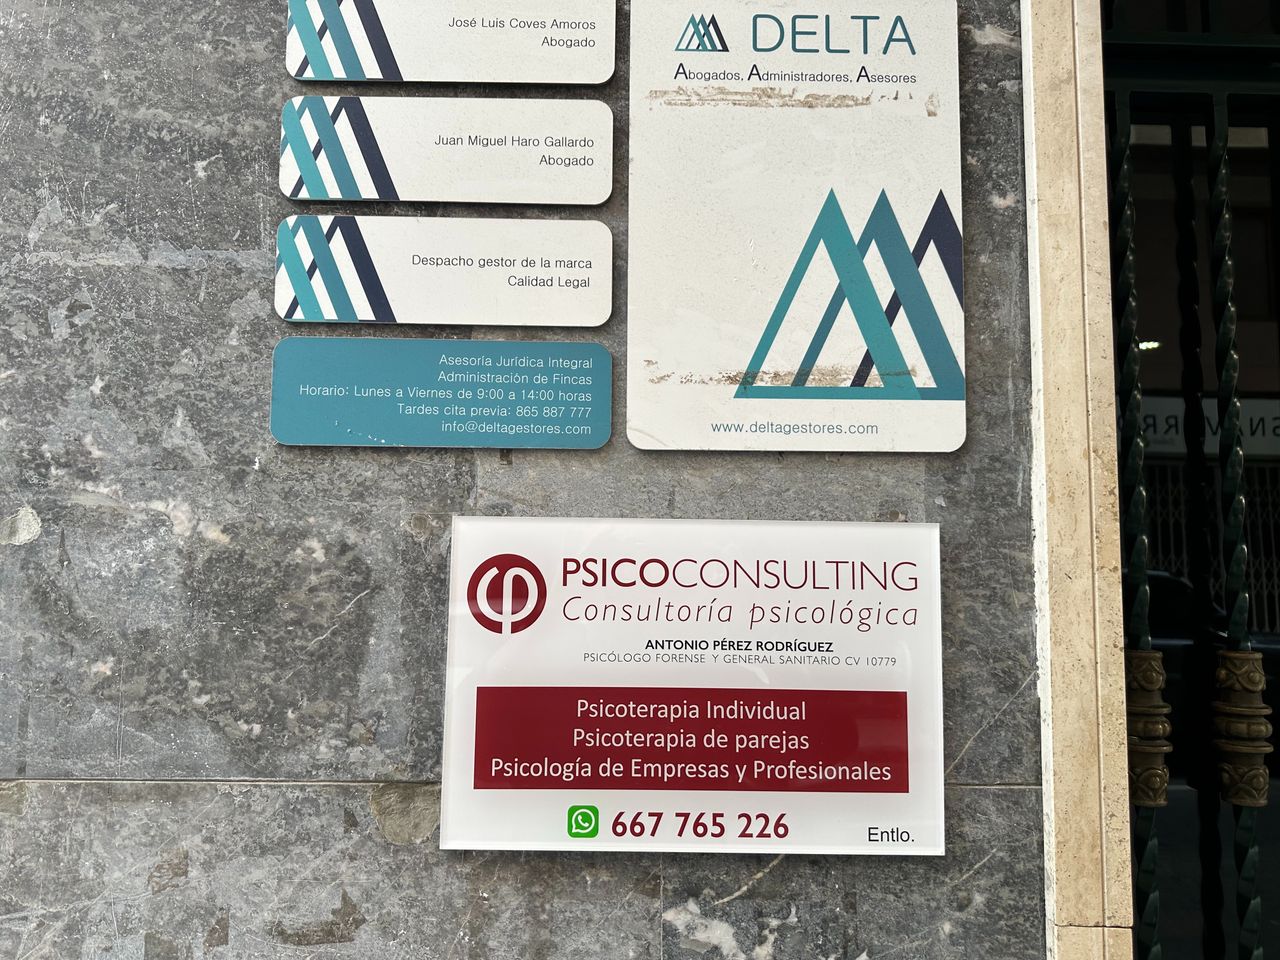 José Luis Coves Amoros
Abogado
Juan Miguel Haro Gallardo
Abogado
Despacho gestor de la marca
Calidad Legal
Asesoría Jurídica Integral
Administración de Fincas
Horario: Lunes a Viernes de 9:00 a 14:00 horas
Tardes cita previa: 865 887 777
info@deltagestores.com
DELTA
Abogados, Administradores, Asesores
www.deltagestores.com
PSICOCONSULTING
Consultoría psicológica
ANTONIO PÉREZ RODRÍGUEZ
PSICÓLOGO FORENSE Y GENERAL SANITARIO CV 10779
Psicoterapia Individual
Psicoterapia de parejas
Psicología de Empresas y Profesionales
667 765 226
Entlo.